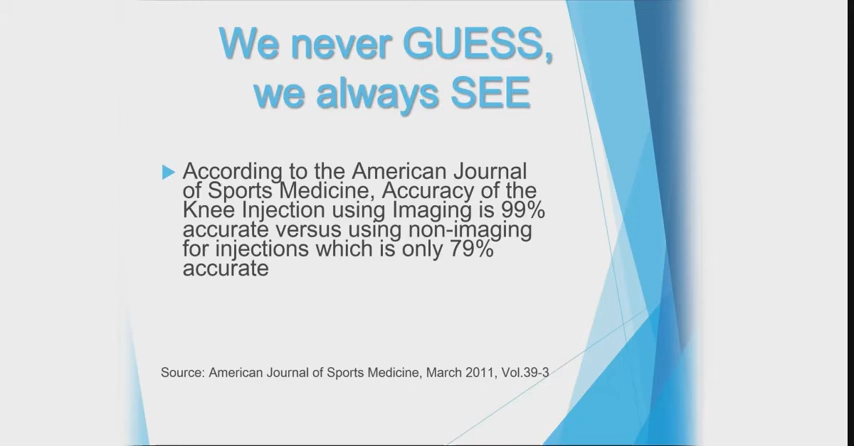 We never GUESS,
we always SEE
According to the American Journal
of Sports Medicine, Accuracy of the
Knee Injection using Imaging is 99%
accurate versus using non-imaging
for injections which is only 79%
accurate
Source: American Journal of Sports Medicine, March 2011, Vol.39-3